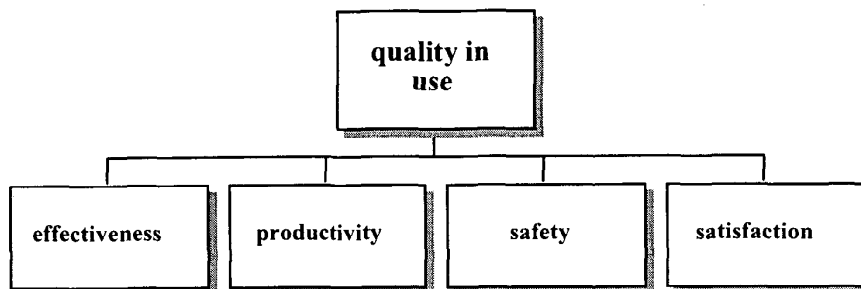 quality in
use
effectiveness
productivity
safety
satisfaction